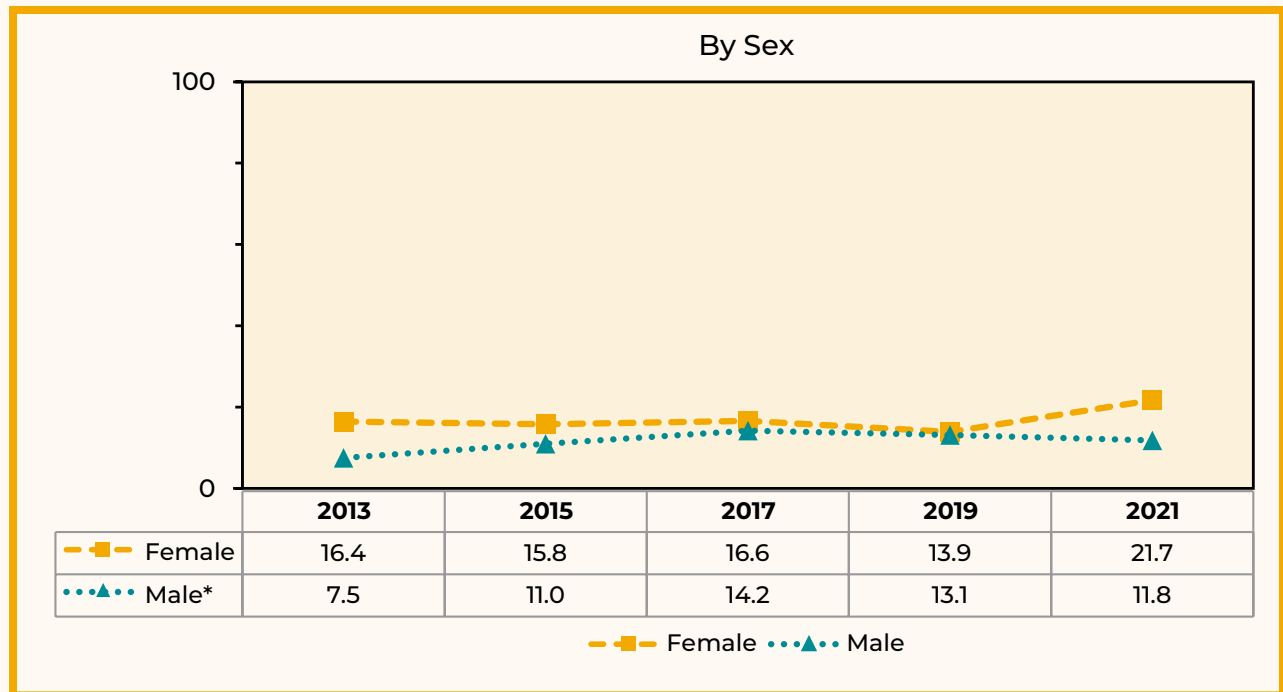 By Sex
100
0
2013 2015 2017 2019 2021
Female 16.4 15.8 16.6 13.9 21.7
Male* 7.5 11.0 14.2 13.1 11.8
Female Male